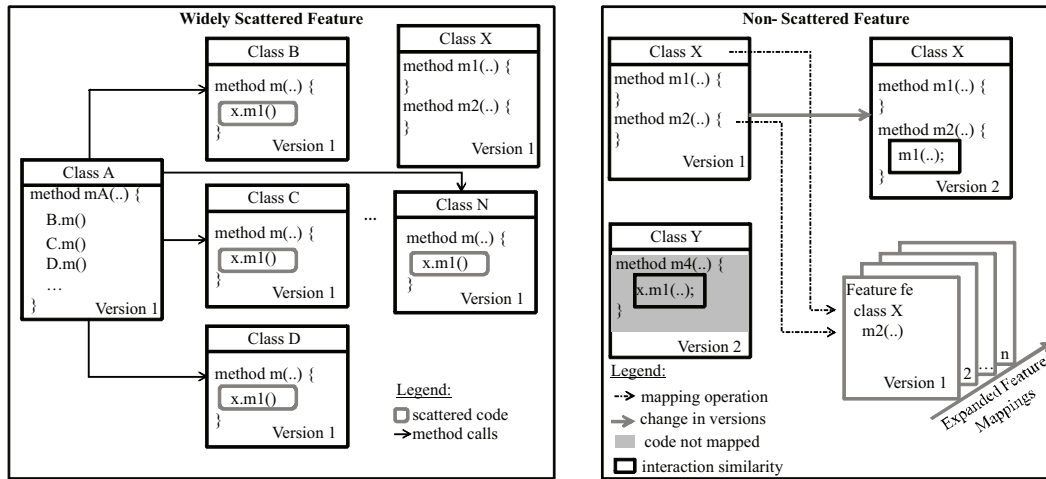 Widely Scattered Feature
Class B
method m(..) {
x.m1()
}
Version 1
Class X
method m1(..) {
}
method m2(..) {
}
Version 1
Class A
method mA(..) {
B.m()
C.m()
D.m()
…
}
Version 1
Class C
method m(..) {
x.m1()
}
Version 1
...
Class N
method m(..) {
x.m1()
}
Version 1
Class D
method m(..) {
x.m1()
}
Version 1
Legend:
scattered code
method calls
Non- Scattered Feature
Class X
method m1(..) {
}
method m2(..) {
}
Version 1
Class X
method m1(..) {
}
method m2(..) {
m1(..);
}
Version 2
Class Y
method m4(..) {
x.m1(..);
}
Version 2
Feature fe
class X
m2(..)
Version 1
2
...
n
Expanded Feature
Mappings
Legend:
mapping operation
change in versions
code not mapped
interaction similarity